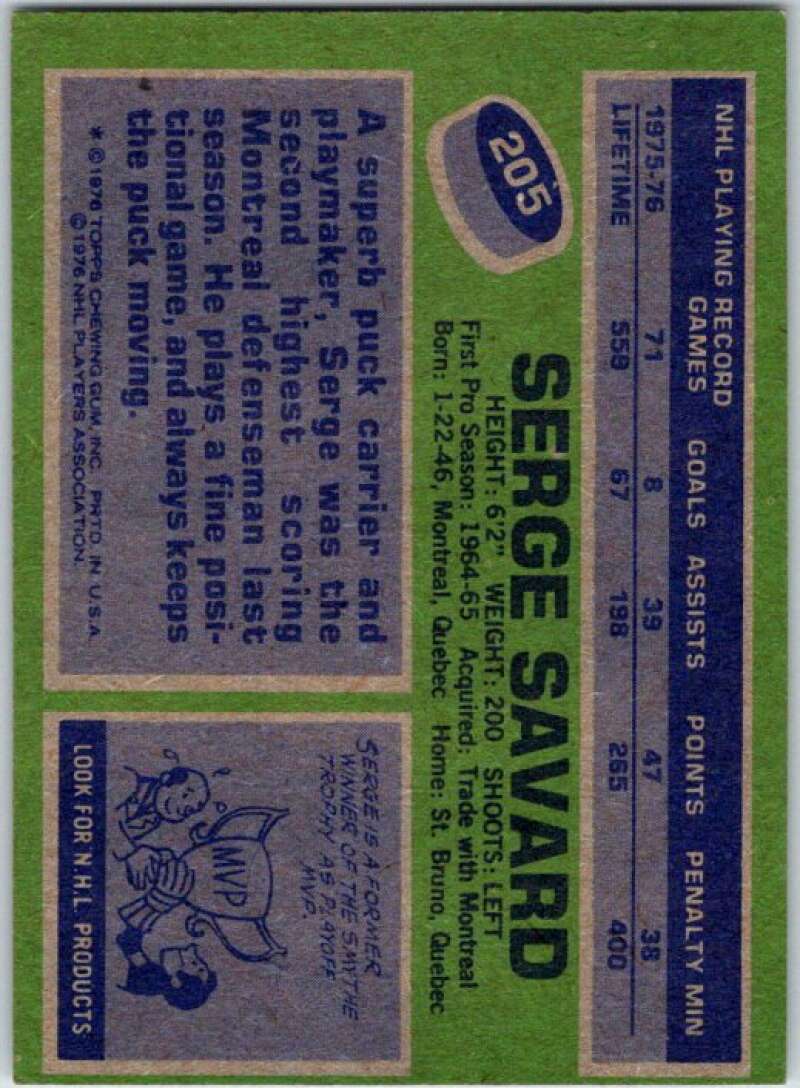 NHL PLAYING RECORD
GAMES GOALS ASSISTS POINTS PENALTY MIN
1975-76 71 8 39 47 38
LIFETIME 558 67 198 265 400
205
SERGE SAVARD
HEIGHT: 6'2" WEIGHT: 200 SHOOTS: LEFT
First Pro Season: 1964-65 Acquired: Trade with Montreal
Born: 1-22-46, Montreal, Quebec Home: St. Bruno, Quebec
A superb puck carrier and
playmaker, Serge was the
second highest scoring
Montreal defenseman last
season. He plays a fine posi-
tional game, and always keeps
the puck moving.
* © 1976 TOPPS CHEWING GUM, INC. PRTD. IN U.S.A
© 1976 NHL PLAYERS ASSOCIATION.
SERGE IS A FORMER
WINNER OF THE SMYTHE
TROPHY AS PLAYOFF
MVP.
MVP
LOOK FOR N.H.L PRODUCTS